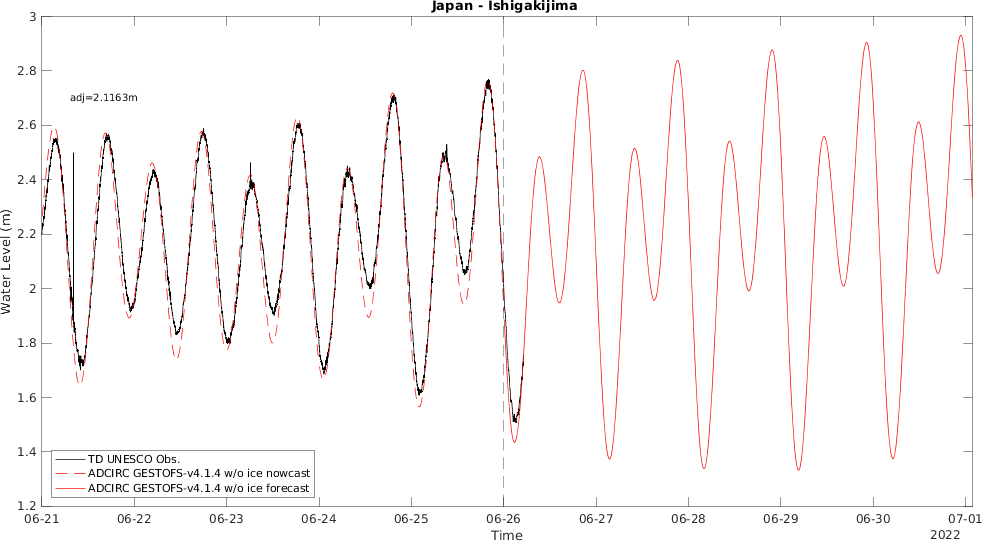 Japan - Ishigakijima
3
2.8
2.6
2.4
2.2
2
1.8
1.6
1.4
1.2
Water Level (m)
adj=2.1163m
TD UNESCO Obs.
ADCIRC GESTOFS-v4.1.4 w/o ice nowcast
ADCIRC GESTOFS-v4.1.4 w/o ice forecast
06-21 06-22 06-23 06-24 06-25 06-26 06-27 06-28 06-29 06-30 07-01
Time
2022